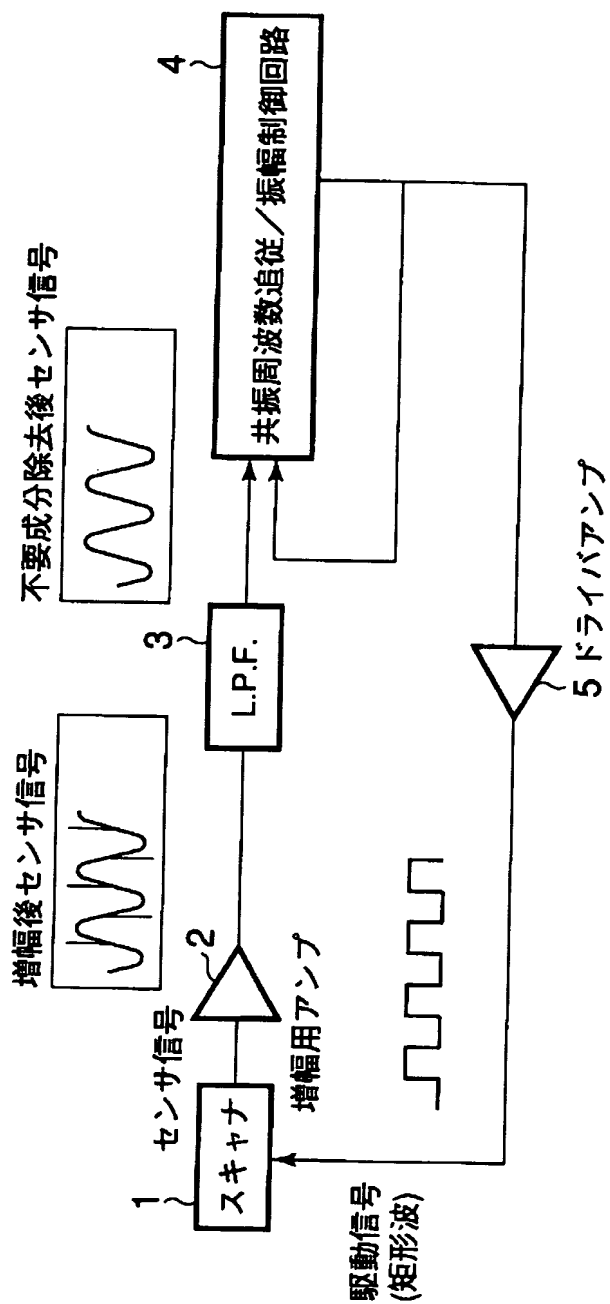 増幅後センサ信号
不要成分除去後センサ信号
1
スキャナ
センサ信号
2
増幅用アンプ
3
L.P.F.
4
共振周波数追従／振幅制御回路
駆動信号
(矩形波)
5 ドライバアンプ